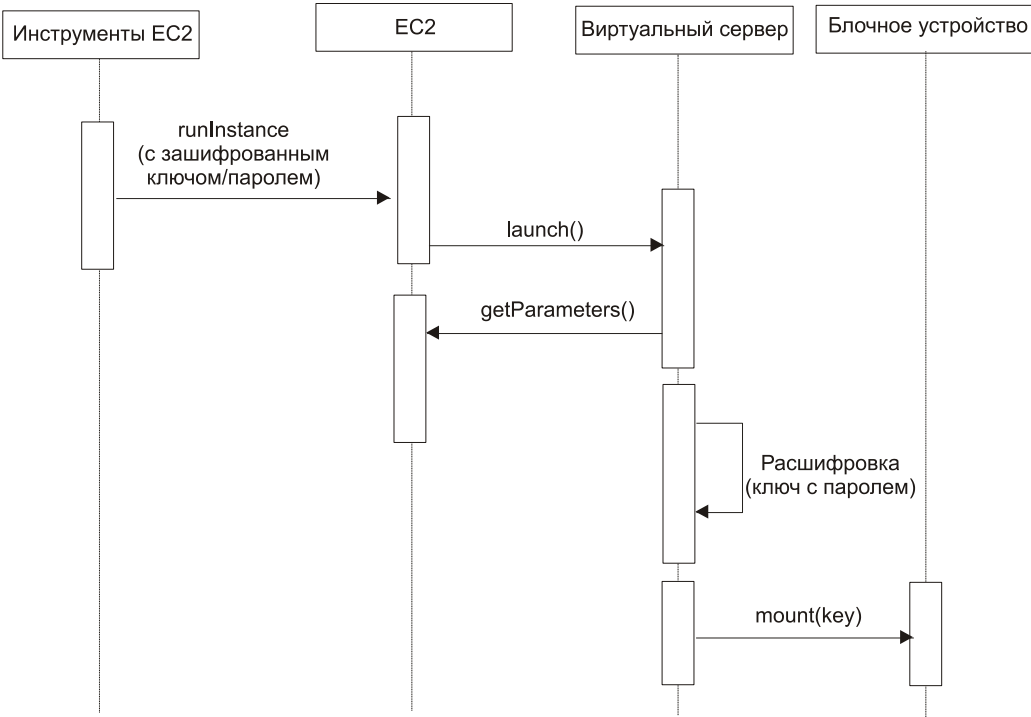 Инструменты EC2
EC2
Виртуальный сервер
Блочное устройство
runInstance
(с зашифрованным
ключом/паролем)
launch()
getParameters()
Расшифровка
(ключ с паролем)
mount(key)